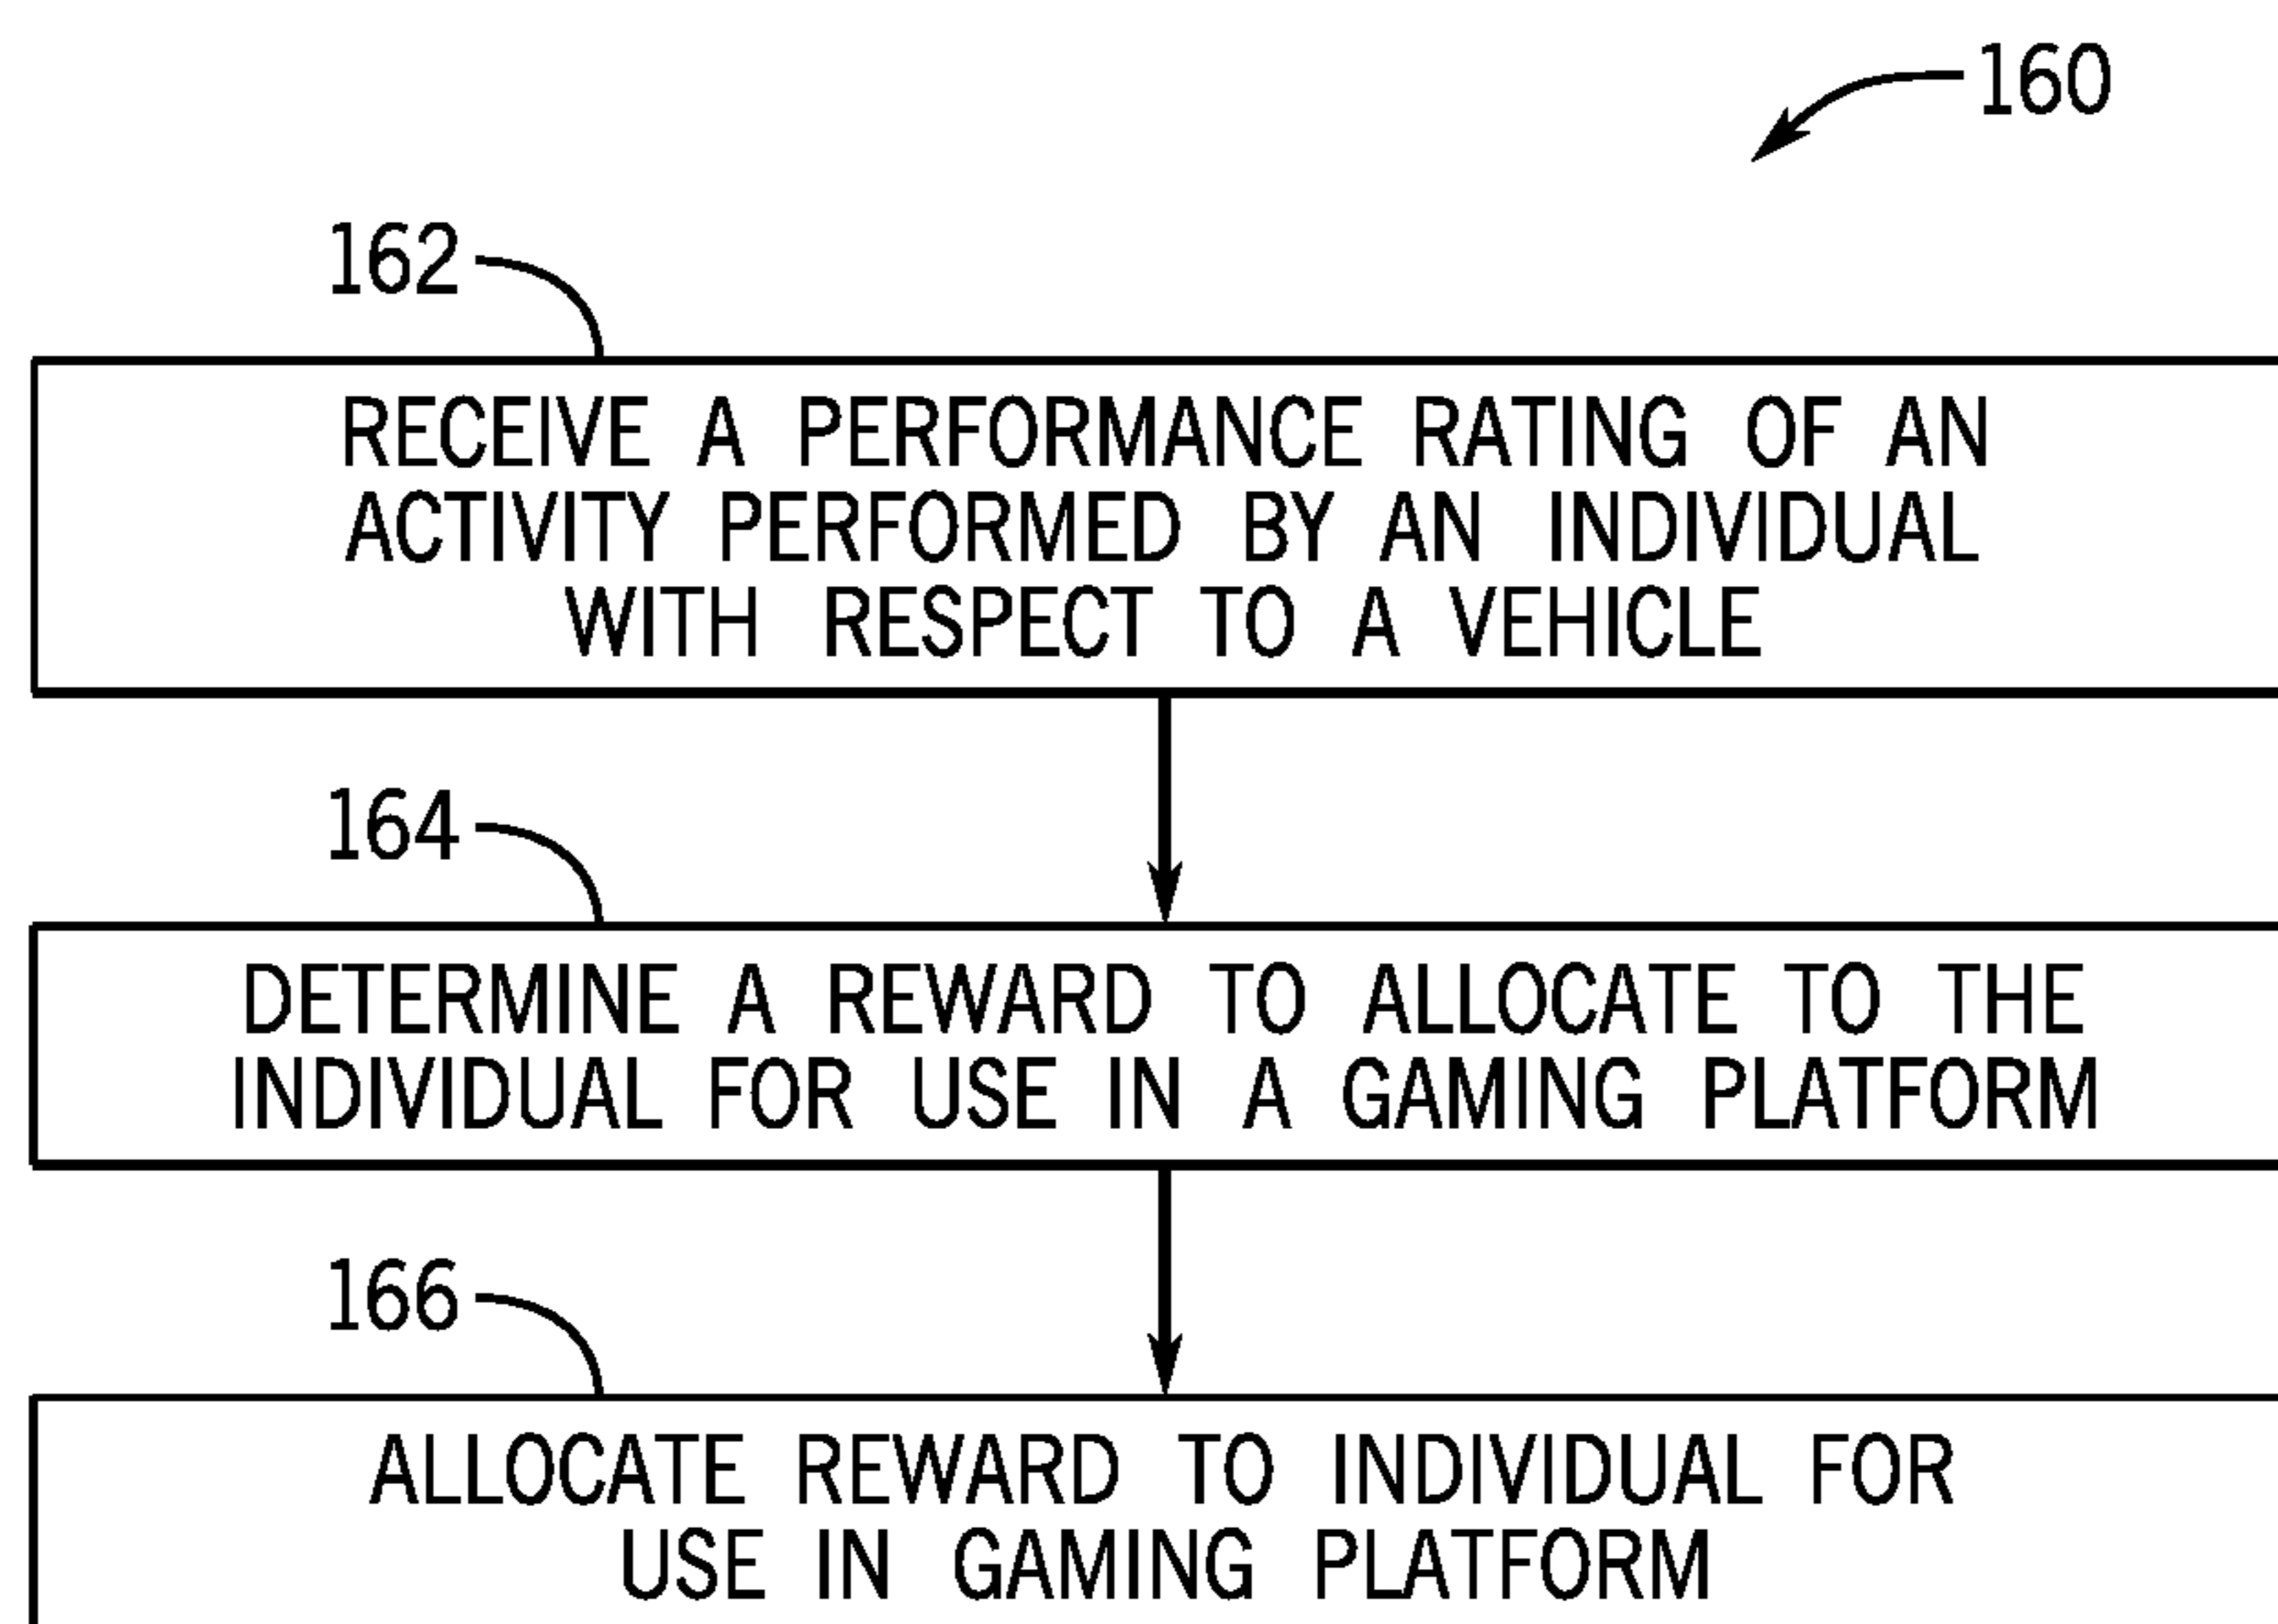 160
162
RECEIVE A PERFORMANCE RATING OF AN
ACTIVITY PERFORMED BY AN INDIVIDUAL
WITH RESPECT TO A VEHICLE
164
DETERMINE A REWARD TO ALLOCATE TO THE
INDIVIDUAL FOR USE IN A GAMING PLATFORM
166
ALLOCATE REWARD TO INDIVIDUAL FOR
USE IN GAMING PLATFORM